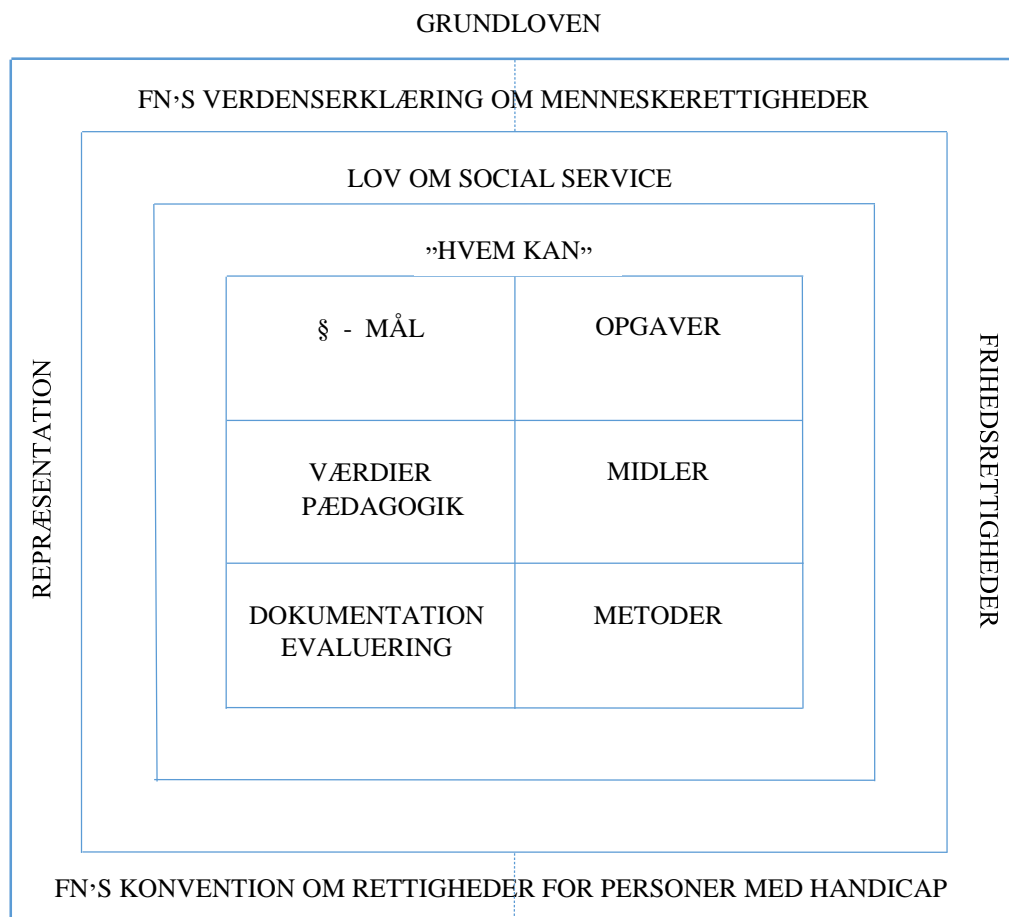 GRUNDLOVEN
FN’S VERDENSERKLÆRING OM MENNESKERETTIGHEDER
LOV OM SOCIAL SERVICE
”HVEM KAN”
§ - MÅL
OPGAVER
VÆRDIER
PÆDAGOGIK
MIDLER
DOKUMENTATION
EVALUERING
METODER
REPRÆSENTATION
FRIHEDSRETTIGHEDER
FN’S KONVENTION OM RETTIGHEDER FOR PERSONER MED HANDICAP